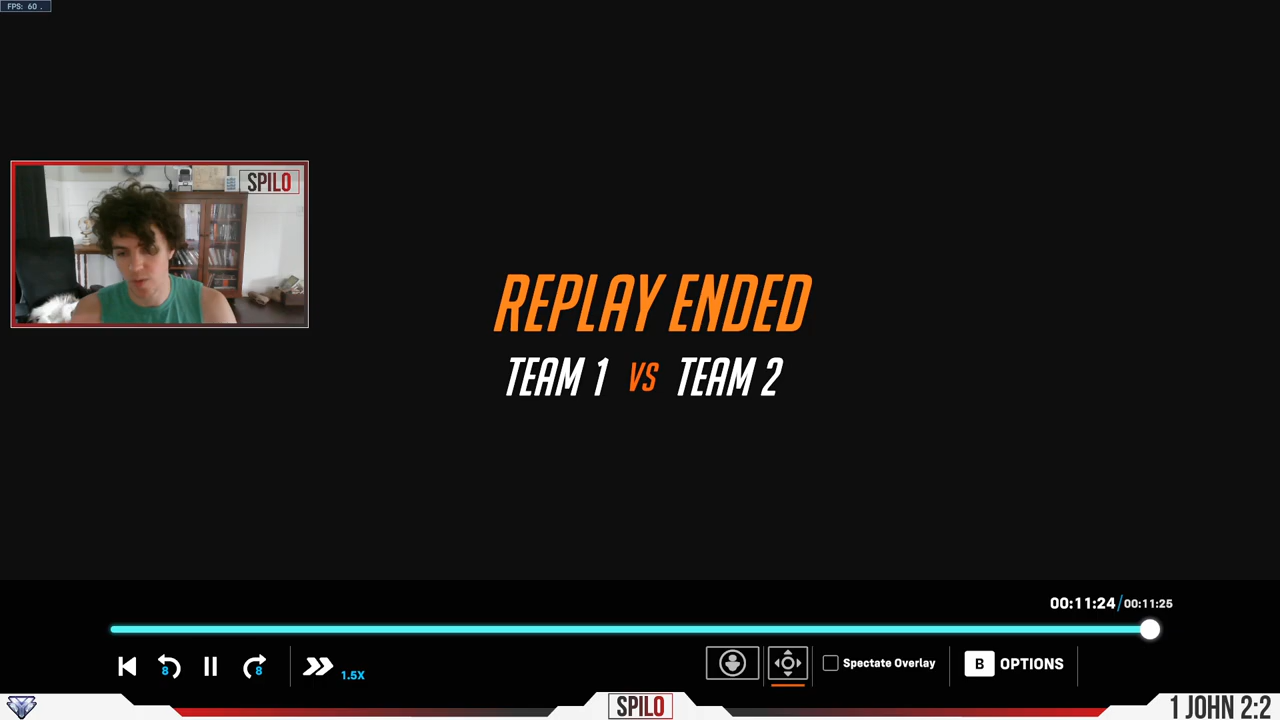 FPS: 60 .
SPILO
REPLAY ENDED
TEAM 1 VS TEAM 2
00:11:24/00:11:25
8 8 1.5X Spectate Overlay B OPTIONS
SPILO 1 JOHN 2:2